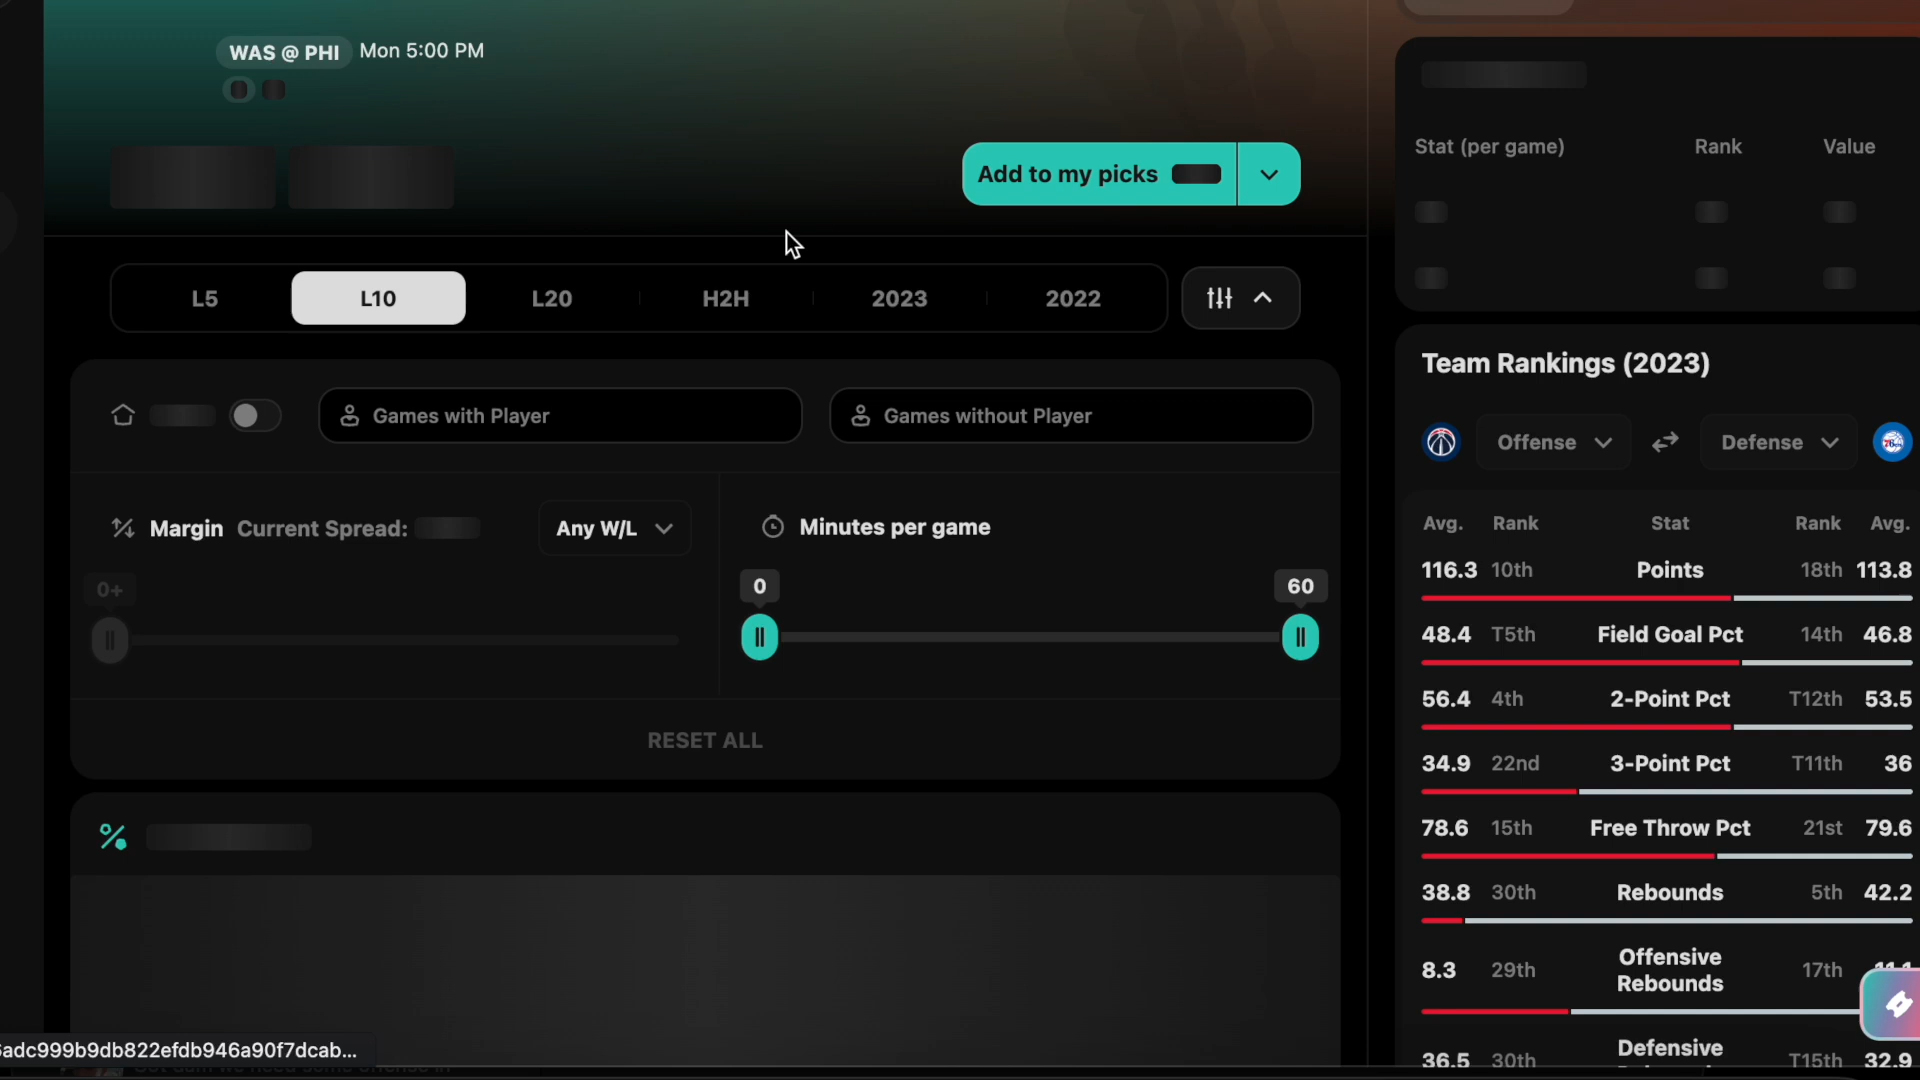 WAS @ PHI Mon 5:00 PM
Add to my picks
L5 L10 L20 H2H 2023 2022
Games with Player Games without Player
Margin Current Spread: Any W/L
Minutes per game
0+
0 60
RESET ALL
Stat (per game) Rank Value
Team Rankings (2023)
Offense Defense
76
Avg. Rank Stat Rank Avg.
116.3 10th Points 18th 113.8
48.4 T5th Field Goal Pct 14th 46.8
56.4 4th 2-Point Pct T12th 53.5
34.9 22nd 3-Point Pct T11th 36
78.6 15th Free Throw Pct 21st 79.6
38.8 30th Rebounds 5th 42.2
8.3 29th Offensive Rebounds 17th
36.5 30th Defensive T15th 32.9
adc999b9db822efdb946a90f7dcab...